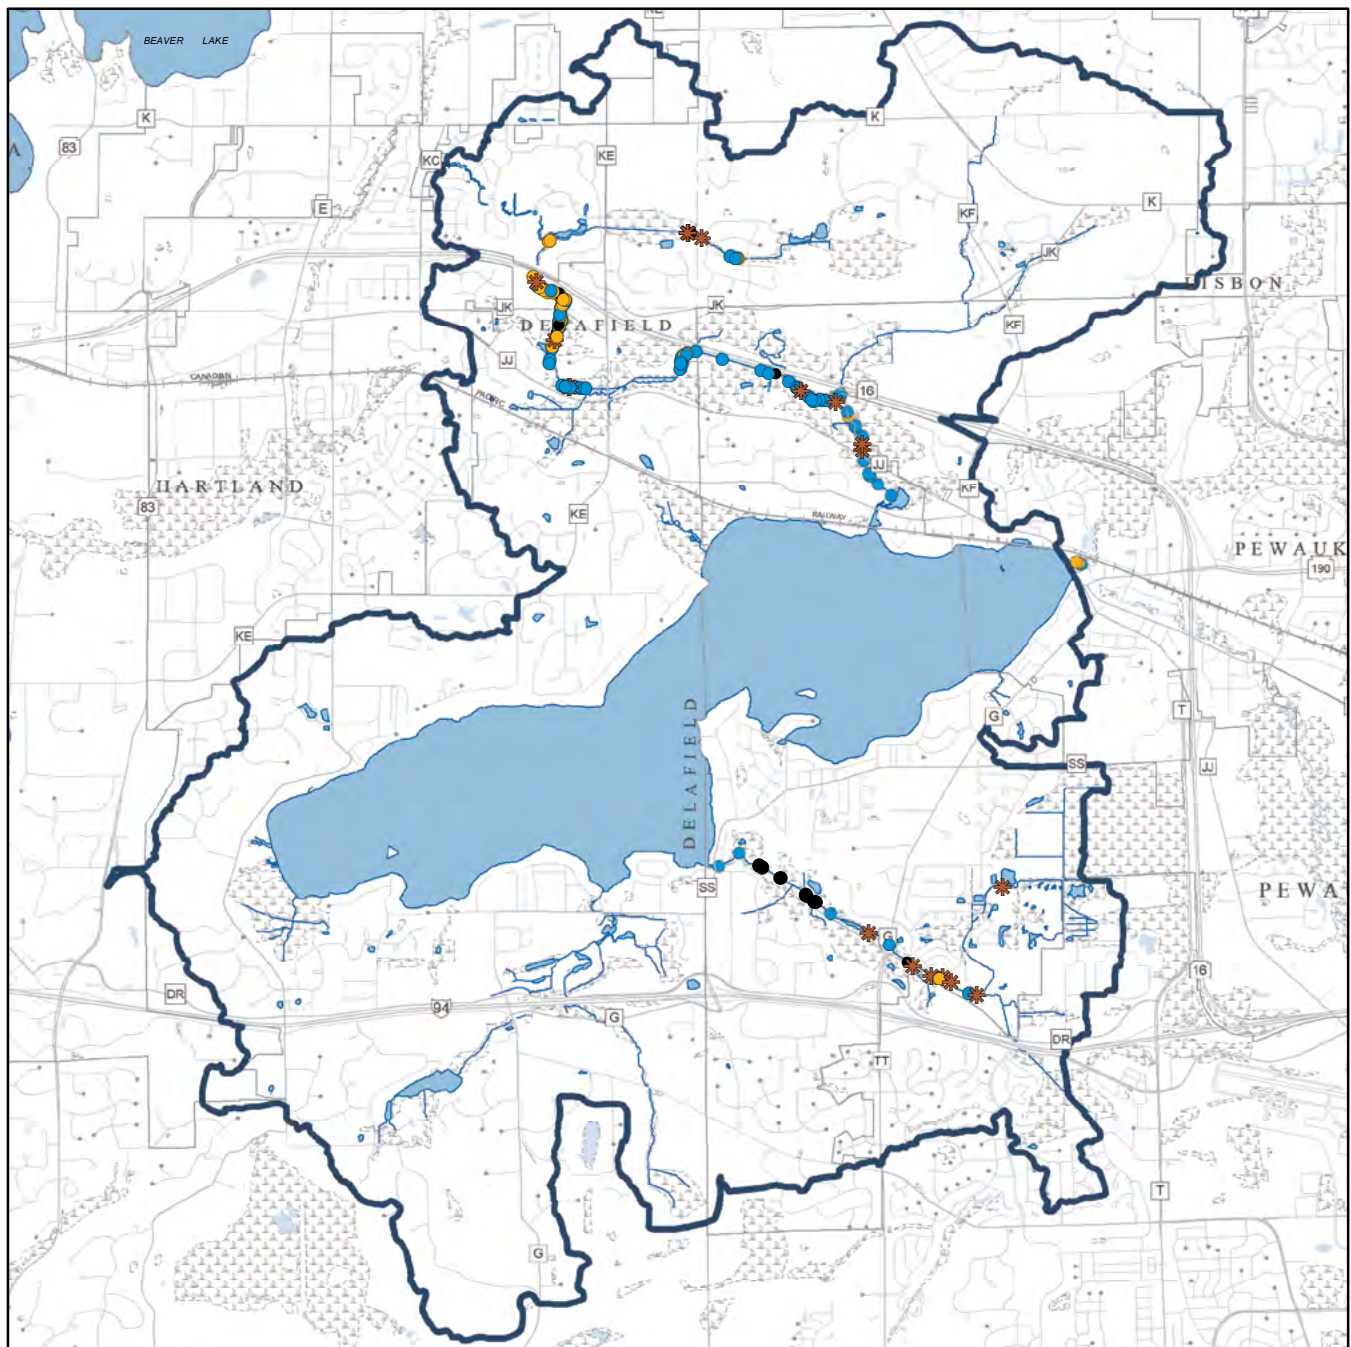 BEAVER LAKE
K
83
KC
KE
K
E
KF
K
JK
LISBON
JK
JK
DELAFIELD
KF
JJ
CANADIAN
PACIFIC
16
HARTLAND
JJ
83
KF
KE
RAILWAY
PEWAUK
190
KE
G
T
DELAFIELD
SS
JJ
SS
PEWA
G
16
DR
94
G
DR
TT
T
G